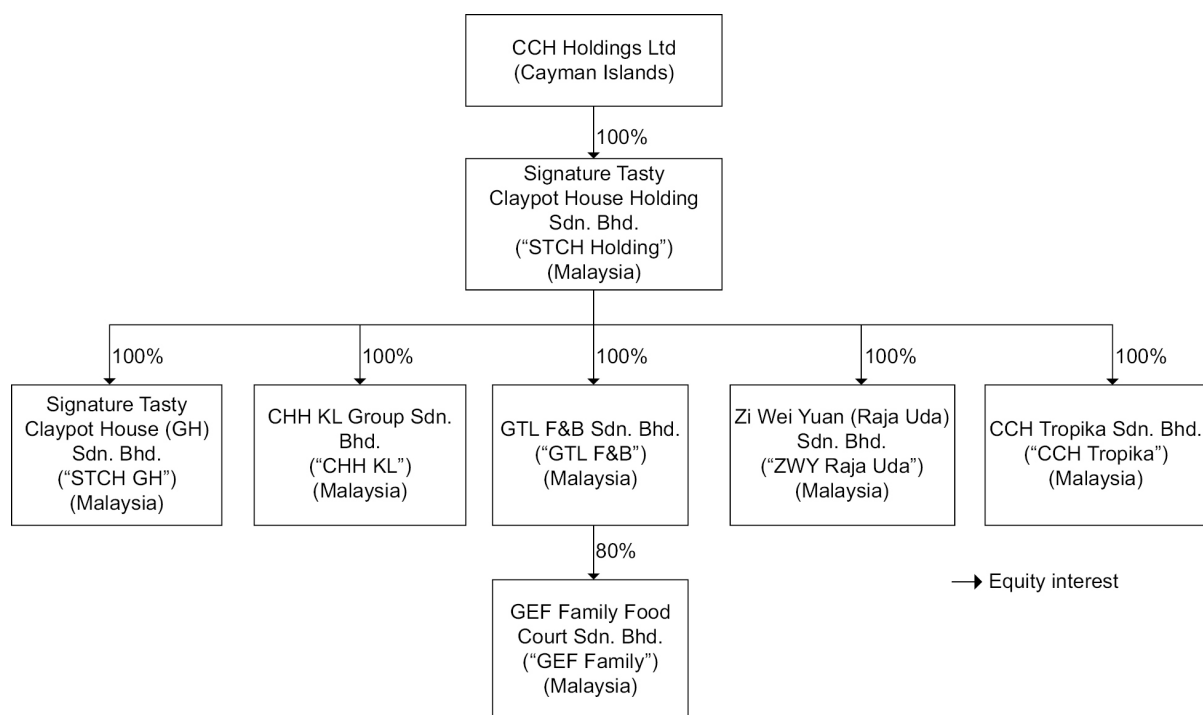 CCH Holdings Ltd
(Cayman Islands)
100%
Signature Tasty
Claypot House Holding
Sdn. Bhd.
(“STCH Holding”)
(Malaysia)
100%
100%
100%
100%
100%
Signature Tasty
Claypot House (GH)
Sdn. Bhd.
(“STCH GH”)
(Malaysia)
CHH KL Group Sdn.
Bhd.
(“CHH KL”)
(Malaysia)
GTL F&B Sdn. Bhd.
(“GTL F&B”)
(Malaysia)
Zi Wei Yuan (Raja Uda)
Sdn. Bhd.
(“ZWY Raja Uda”)
(Malaysia)
CCH Tropika Sdn. Bhd.
(“CCH Tropika”)
(Malaysia)
80%
GEF Family Food
Court Sdn. Bhd.
(“GEF Family”)
(Malaysia)
Equity interest